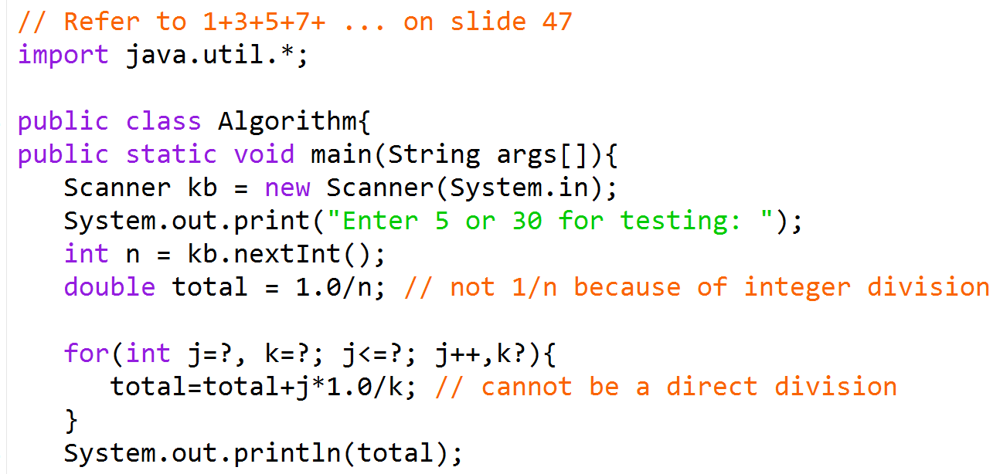 // Refer to 1+3+5+7+ ... on slide 47
import java.util.*;
public class Algorithm{
public static void main(String args[]){
Scanner kb = new Scanner(System.in);
System.out.print("Enter 5 or 30 for testing: ");
int n = kb.nextInt();
double total = 1.0/n; // not 1/n because of integer division
for(int j=?, k=?; j<=?; j++,k?){
total=total+j*1.0/k; // cannot be a direct division
}
System.out.println(total);